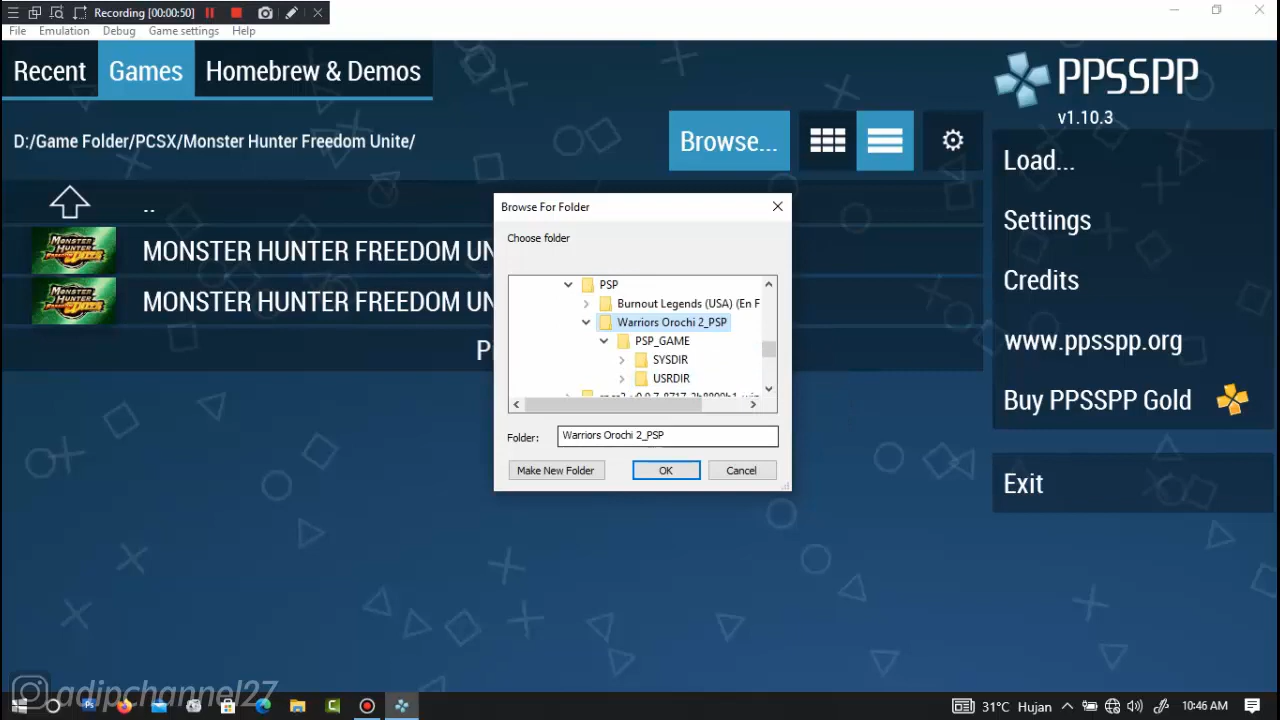 Recording [00:00:50]
File Emulation Debug Game settings Help
Recent Games Homebrew & Demos
PPSSPP
v1.10.3
D:/Game Folder/PCSX/Monster Hunter Freedom Unite/
Browse...
Load...
..
Settings
MONSTER HUNTER FREEDOM UN
MONSTER HUNTER FREEDOM UN
Credits
www.ppsspp.org
Buy PPSSPP Gold
Exit
Browse For Folder
Choose folder
PSP
Burnout Legends (USA) (En F
Warriors Orochi 2_PSP
PSP_GAME
SYSDIR
USRDIR
Folder: Warriors Orochi 2_PSP
Make New Folder OK Cancel
adipchannel27
31°C Hujan 10:46 AM